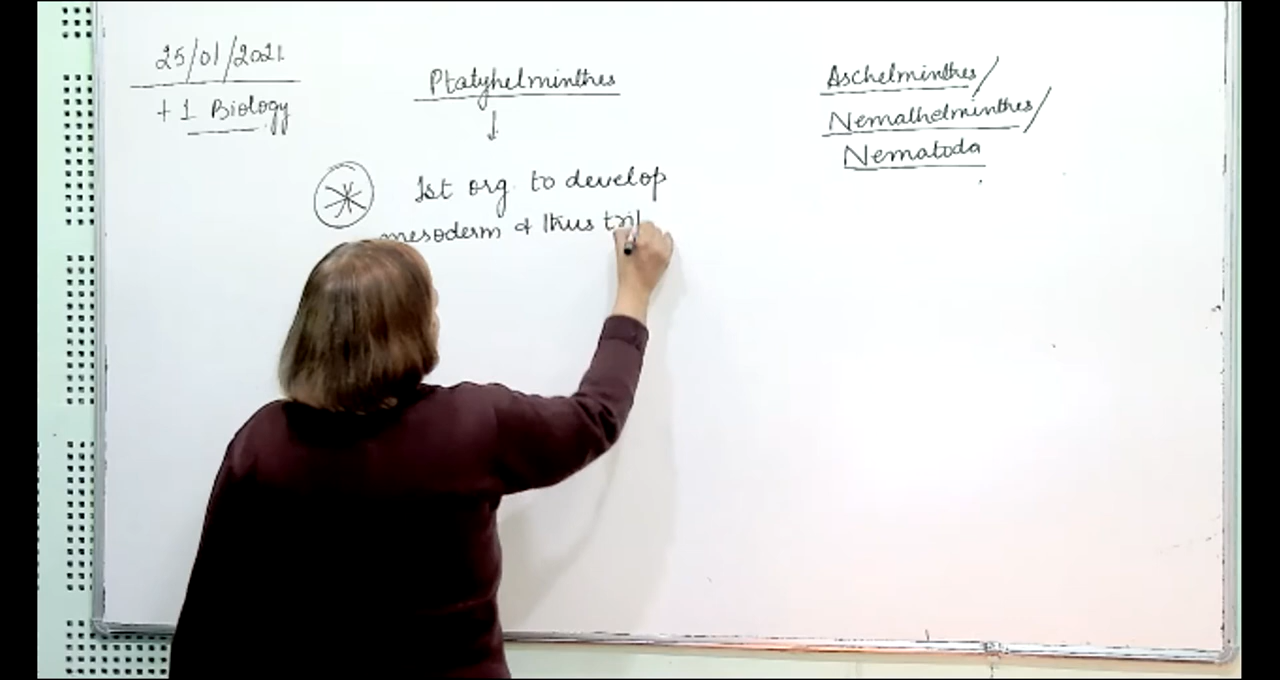 25/01/2021
+1 Biology
Platyhelminthes
1st org. to develop
mesoderm & thus
Aschelminthes/
Nemathelminthes/
Nematoda